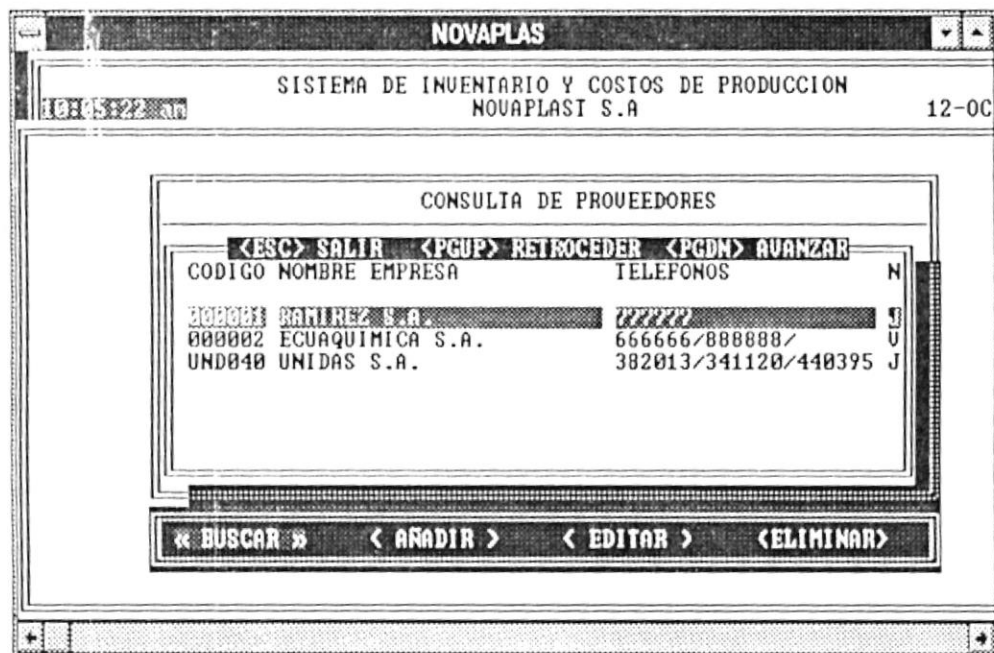 NOVAPLAS
SISTEMA DE INVENTARIO Y COSTOS DE PRODUCCION
10:05:22 am NOVAPLAST S.A 12-OC
CONSULTA DE PROVEEDORES
<ESC> SALIR <PGUP> RETROCEDER <PGDN> AVANZAR
CODIGO NOMBRE EMPRESA TELEFONOS N
000001 RAMIREZ S.A. ??????? J
000002 ECUAQUIMICA S.A. 666666/888888/ V
UND040 UNIDAS S.A. 382013/341120/440395 J
« BUSCAR » < AÑADIR > < EDITAR > <ELIMINAR>